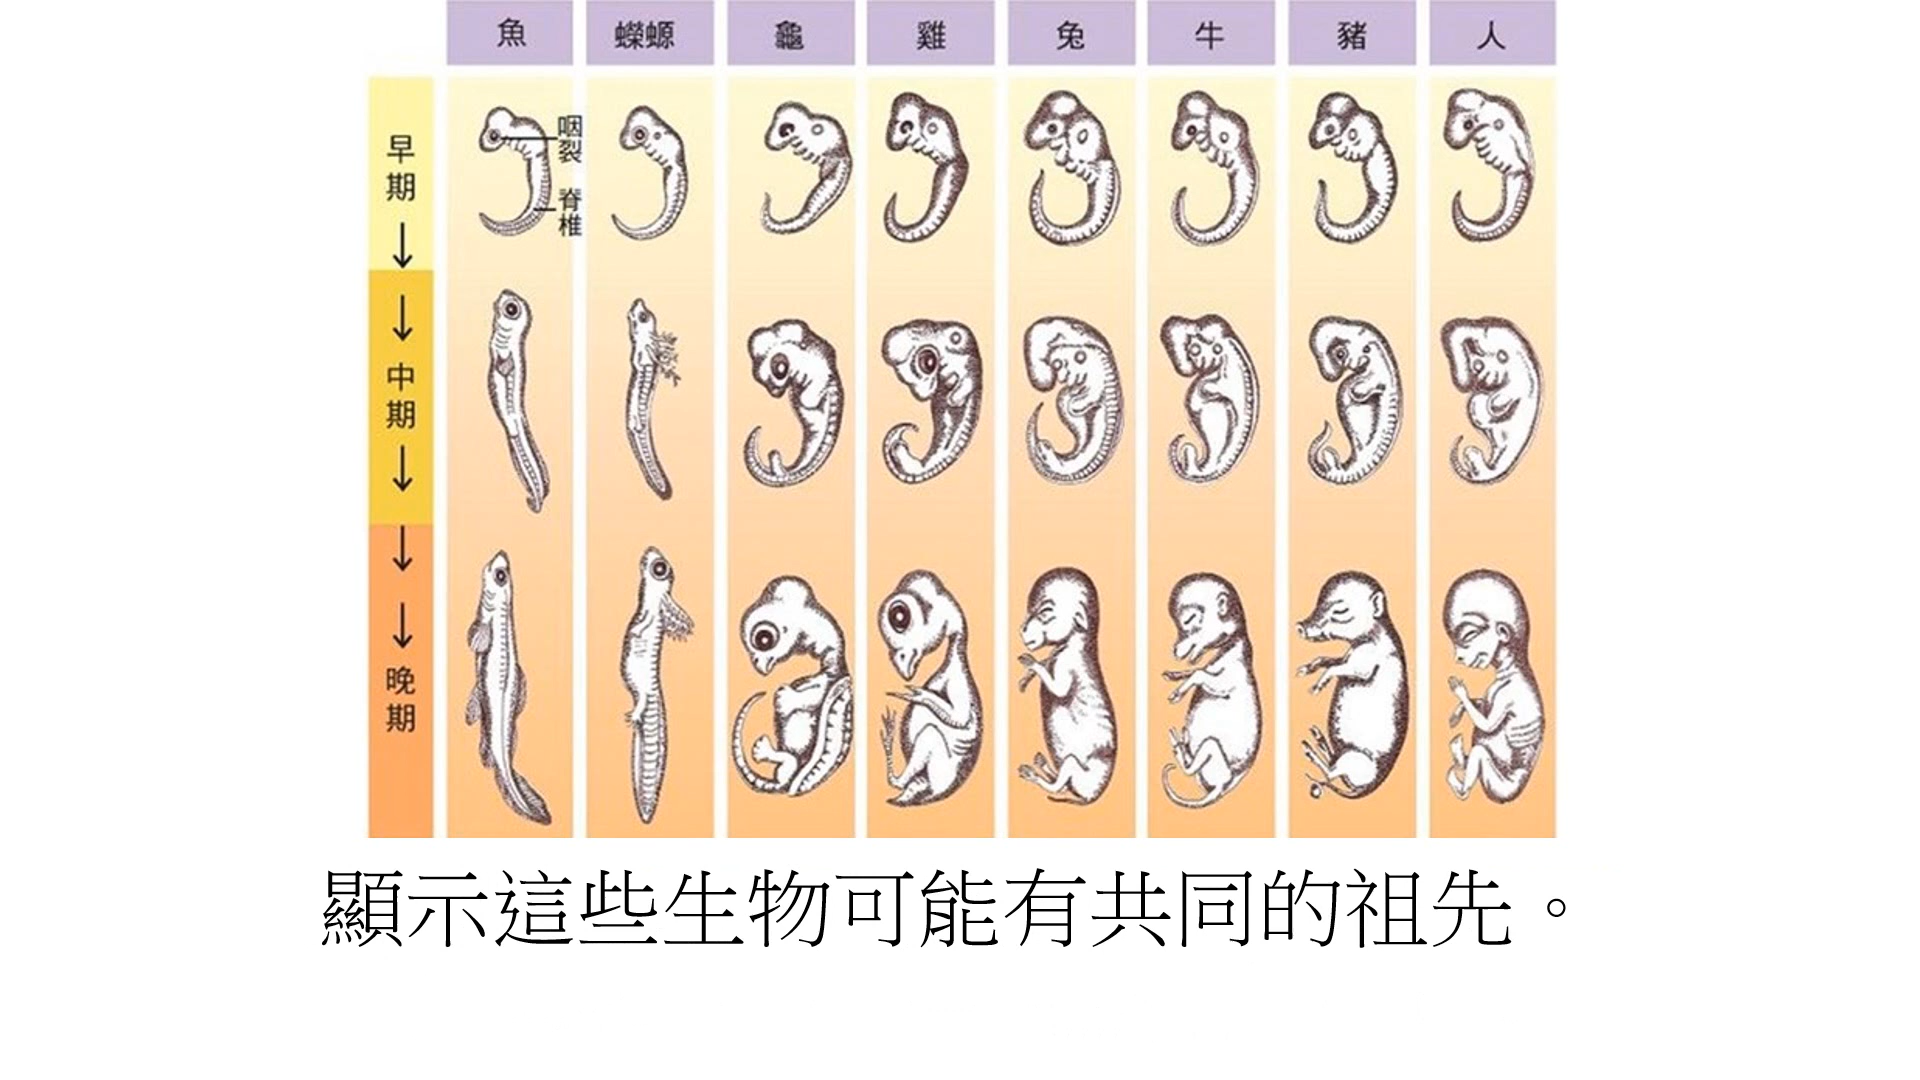 魚 蠑螈 龜 雞 兔 牛 豬 人
早期
咽裂
脊椎
中期
晚期
顯示這些生物可能有共同的祖先。